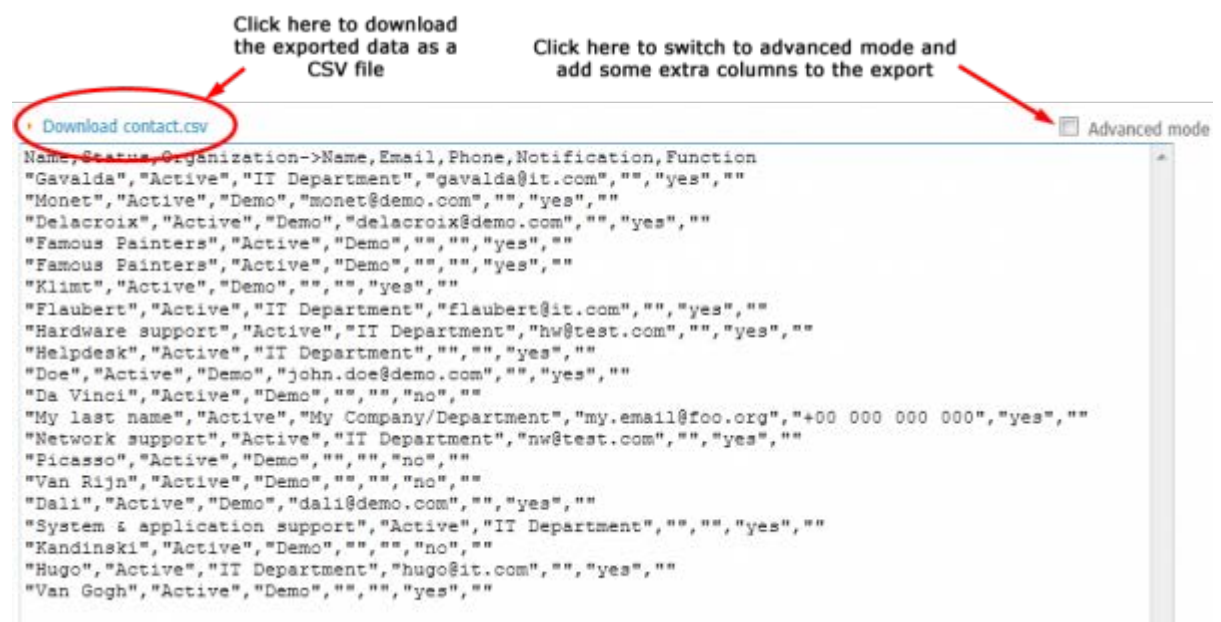 Click here to download
the exported data as a
CSV file
Click here to switch to advanced mode and
add some extra columns to the export
Download contact.csv
Advanced mode
Name,Status,Organization->Name,Email,Phone,Notification,Function
"Gavalda","Active","IT Department","gavalda@it.com","","yes",""
"Monet","Active","Demo","monet@demo.com","","yes",""
"Delacroix","Active","Demo","delacroix@demo.com","","yes",""
"Famous Painters","Active","Demo","","","yes",""
"Famous Painters","Active","Demo","","","yes",""
"Klimt","Active","Demo","","","yes",""
"Flaubert","Active","IT Department","flaubert@it.com","","yes",""
"Hardware support","Active","IT Department","hw@test.com","","yes",""
"Helpdesk","Active","IT Department","","","yes",""
"Doe","Active","Demo","john.doe@demo.com","","yes",""
"Da Vinci","Active","Demo","","","no",""
"My last name","Active","My Company/Department","my.email@foo.org","+00 000 000 000","yes",""
"Network support","Active","IT Department","nw@test.com","","yes",""
"Picasso","Active","Demo","","","no",""
"Van Rijn","Active","Demo","","","no",""
"Dali","Active","Demo","dali@demo.com","","yes",""
"System & application support","Active","IT Department","","","yes",""
"Kandinski","Active","Demo","","","no",""
"Hugo","Active","IT Department","hugo@it.com","","yes",""
"Van Gogh","Active","Demo","","","yes",""